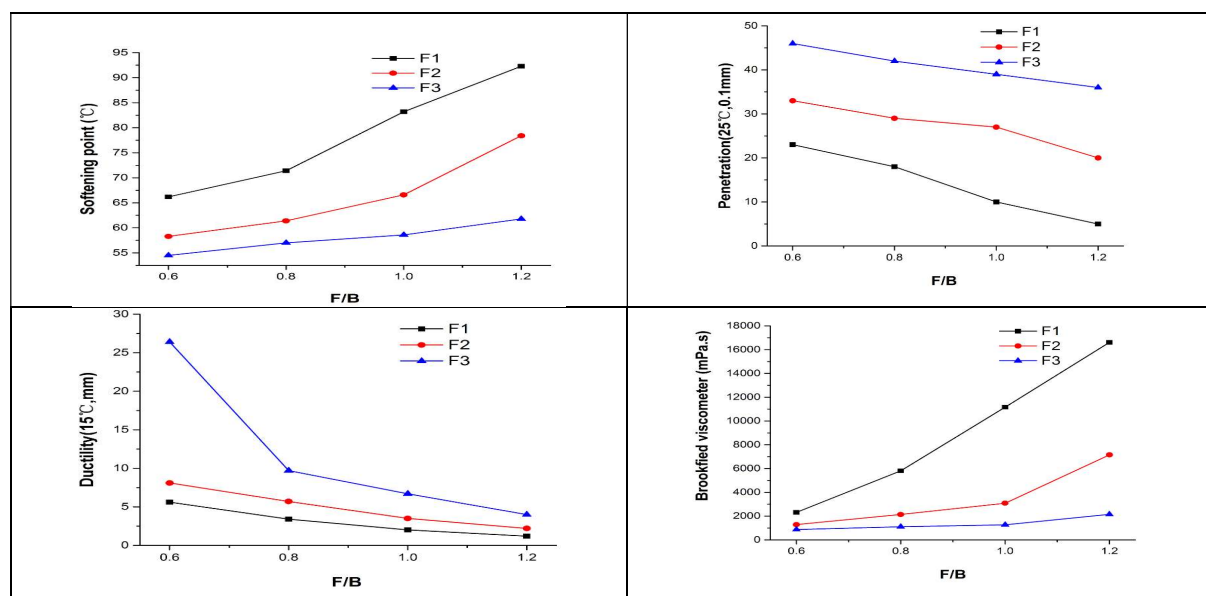 95
90
85
80
75
70
65
60
55
Softening point (℃)
F1
F2
F3
0.6
0.8
1.0
1.2
F/B
50
40
30
20
10
0
Penetration(25℃,0.1mm)
F1
F2
F3
0.6
0.8
1.0
1.2
F/B
30
25
20
15
10
5
0
Ductility(15℃,mm)
F1
F2
F3
0.6
0.8
1.0
1.2
F/B
18000
16000
14000
12000
10000
8000
6000
4000
2000
0
Brookfied viscometer (mPa.s)
F1
F2
F3
0.6
0.8
1.0
1.2
F/B